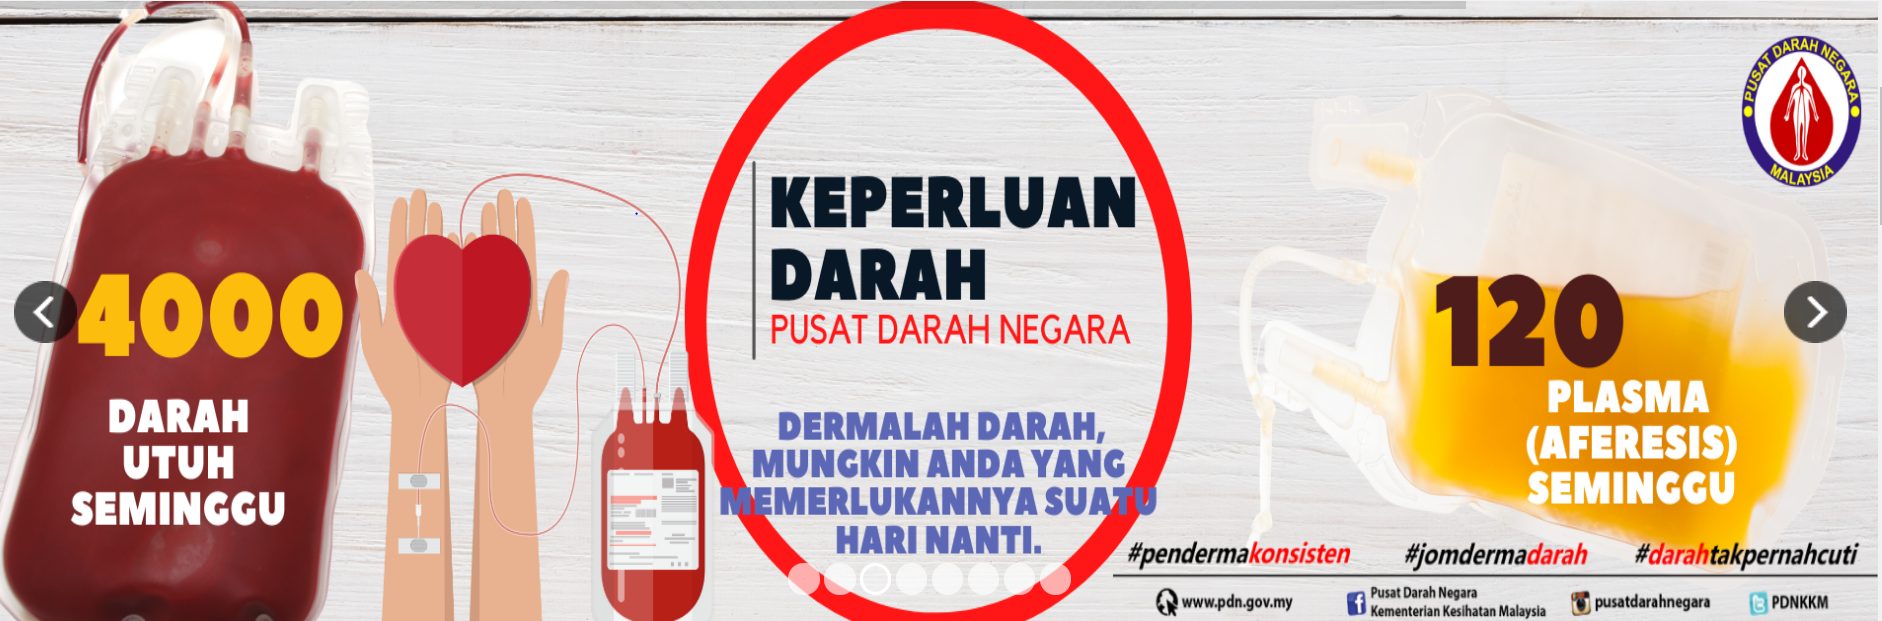 4000
DARAH
UTUH
SEMINGGU
KEPERLUAN
DARAH
PUSAT DARAH NEGARA
DERMALAH DARAH,
MUNGKIN ANDA YANG
MEMERLUKANNYA SUATU
HARI NANTI.
PUSAT DARAH NEGARA
MALAYSIA
120
PLASMA
(AFERESIS)
SEMINGGU
#pendermakonsisten #jomdermadarah #darahtakpernahcuti
www.pdn.gov.my
Pusat Darah Negara
Kementerian Kesihatan Malaysia
pusatdarahnegara
PDNKKM